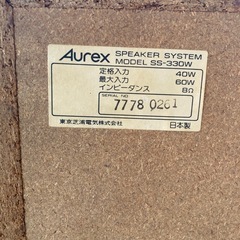 Aurex SPEAKER SYSTEM
MODEL SS-330W
定格入力 40W
最大入力 60W
インピーダンス 8Ω
SERIAL NO
7778 0261
東京芝浦電気株式会社 日本製